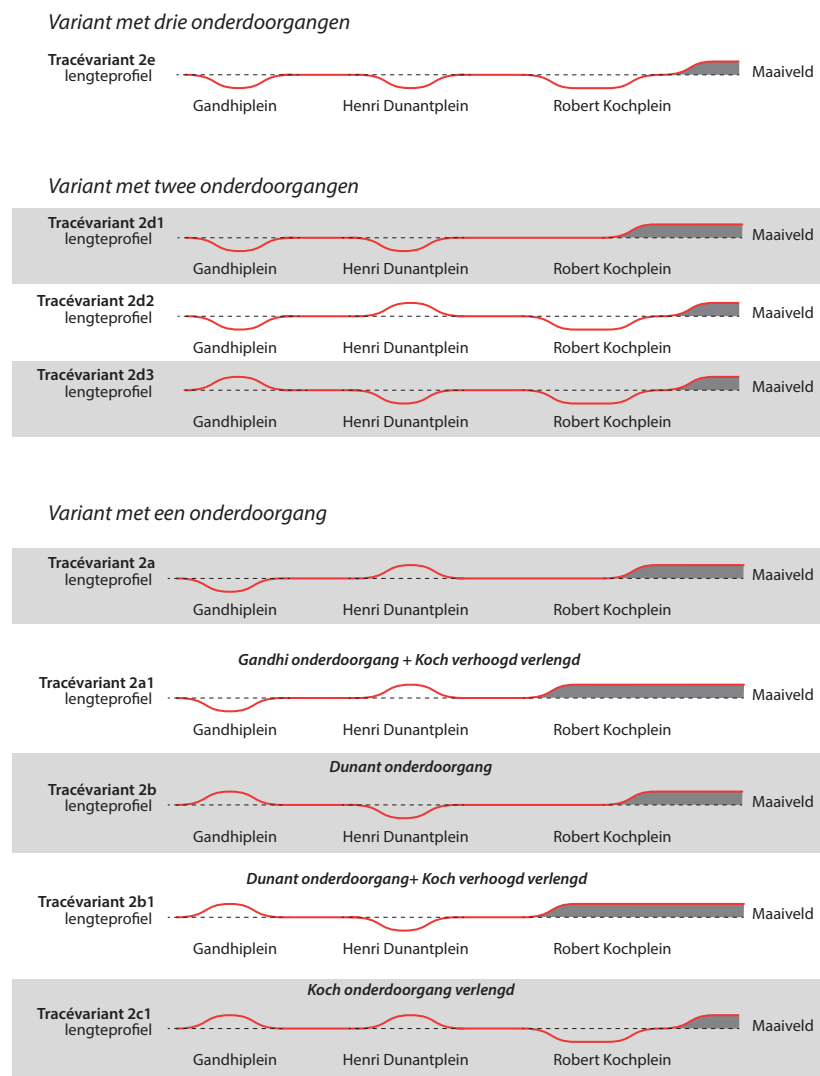 Variant met drie onderdoorgangen
Tracévariant 2e
lengteprofiel
Maaiveld
Gandhiplein Henri Dunantplein Robert Kochplein
Variant met twee onderdoorgangen
Tracévariant 2d1
lengteprofiel
Maaiveld
Gandhiplein Henri Dunantplein Robert Kochplein
Tracévariant 2d2
lengteprofiel
Maaiveld
Gandhiplein Henri Dunantplein Robert Kochplein
Tracévariant 2d3
lengteprofiel
Maaiveld
Gandhiplein Henri Dunantplein Robert Kochplein
Variant met een onderdoorgang
Tracévariant 2a
lengteprofiel
Maaiveld
Gandhiplein Henri Dunantplein Robert Kochplein
Gandhi onderdoorgang + Koch verhoogd verlengd
Tracévariant 2a1
lengteprofiel
Maaiveld
Gandhiplein Henri Dunantplein Robert Kochplein
Dunant onderdoorgang
Tracévariant 2b
lengteprofiel
Maaiveld
Gandhiplein Henri Dunantplein Robert Kochplein
Dunant onderdoorgang+ Koch verhoogd verlengd
Tracévariant 2b1
lengteprofiel
Maaiveld
Gandhiplein Henri Dunantplein Robert Kochplein
Koch onderdoorgang verlengd
Tracévariant 2c1
lengteprofiel
Maaiveld
Gandhiplein Henri Dunantplein Robert Kochplein